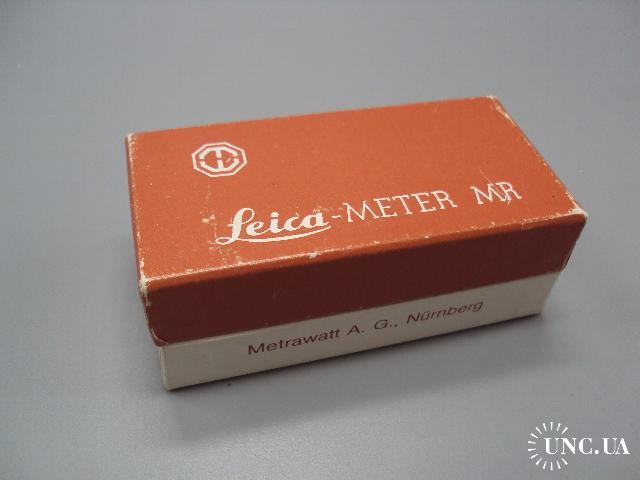 Leica-METER MR
Metrawatt A. G., Nürnberg
UNC.UA